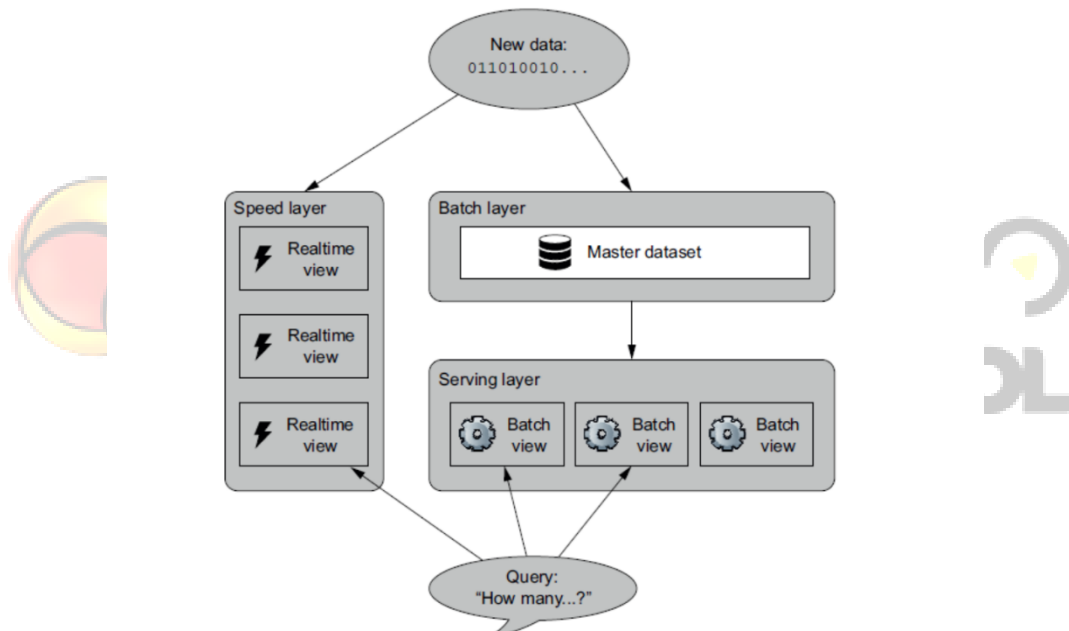 New data:
011010010...
Speed layer
Realtime
view
Realtime
view
Realtime
view
Batch layer
Master dataset
Serving layer
Batch
view
Batch
view
Batch
view
Query:
“How many...?”